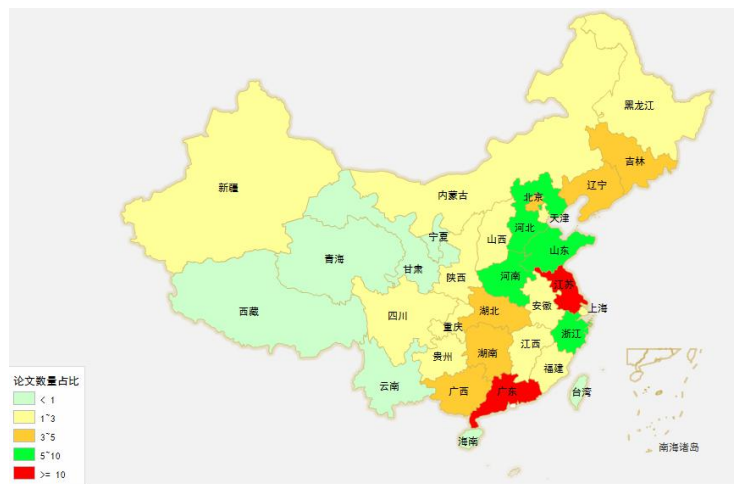 黑龙江
吉林
辽宁
新疆
内蒙古
北京
天津
河北
山西
宁夏
山东
青海
甘肃
陕西
河南
江苏
西藏
安徽
上海
四川
湖北
重庆
浙江
江西
湖南
贵州
福建
云南
广西
广东
台湾
海南
南海诸岛
论文数量占比
< 1
1~3
3~5
5~10
>= 10